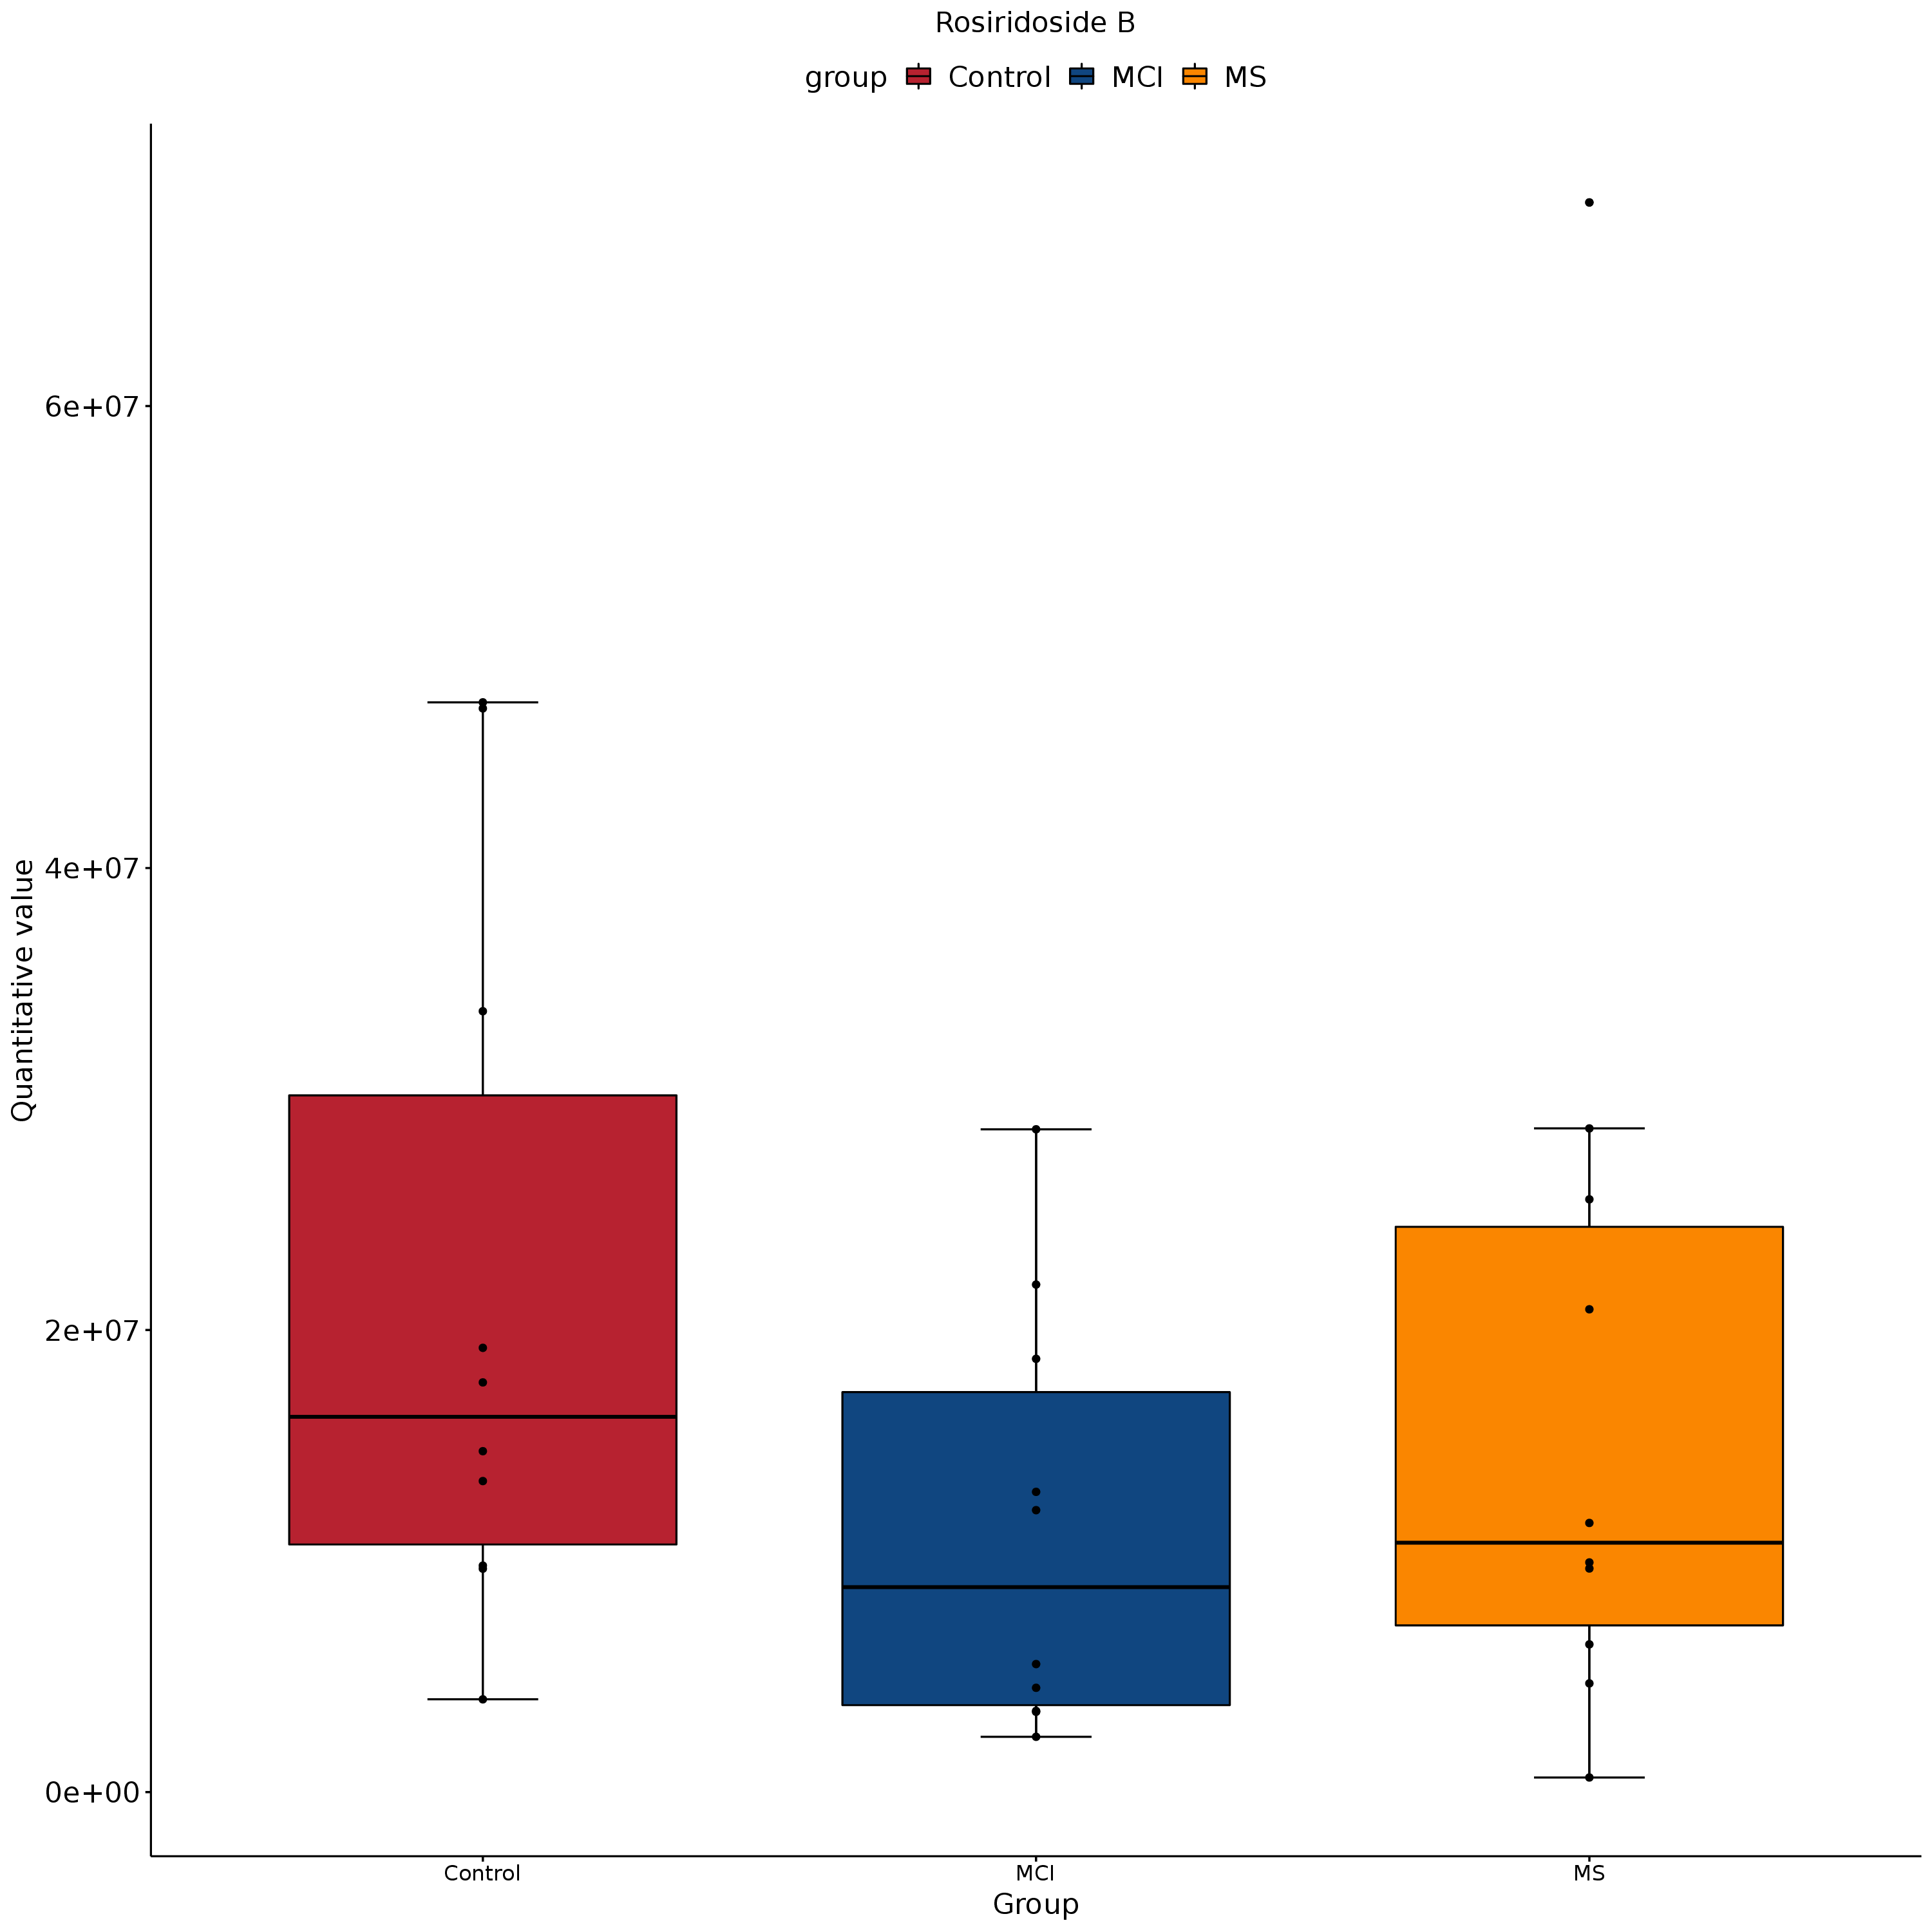 Rosiridoside B
group Control MCI MS
Quantitative value
6e+07
4e+07
2e+07
0e+00
Control MCI MS
Group